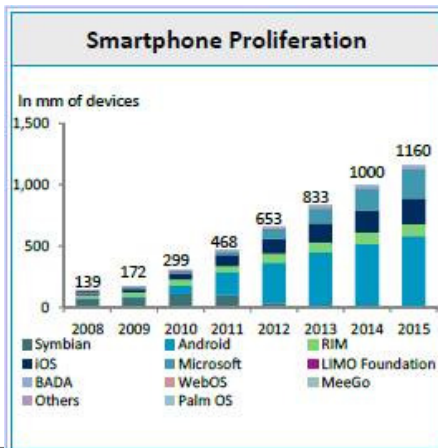 Smartphone Proliferation
In mm of devices
1,500
1,000
500
0
139
172
299
468
653
833
1000
1160
2008 2009 2010 2011 2012 2013 2014 2015
Symbian Android RIM
iOS Microsoft LIMO Foundation
BADA WebOS MeeGo
Others Palm OS